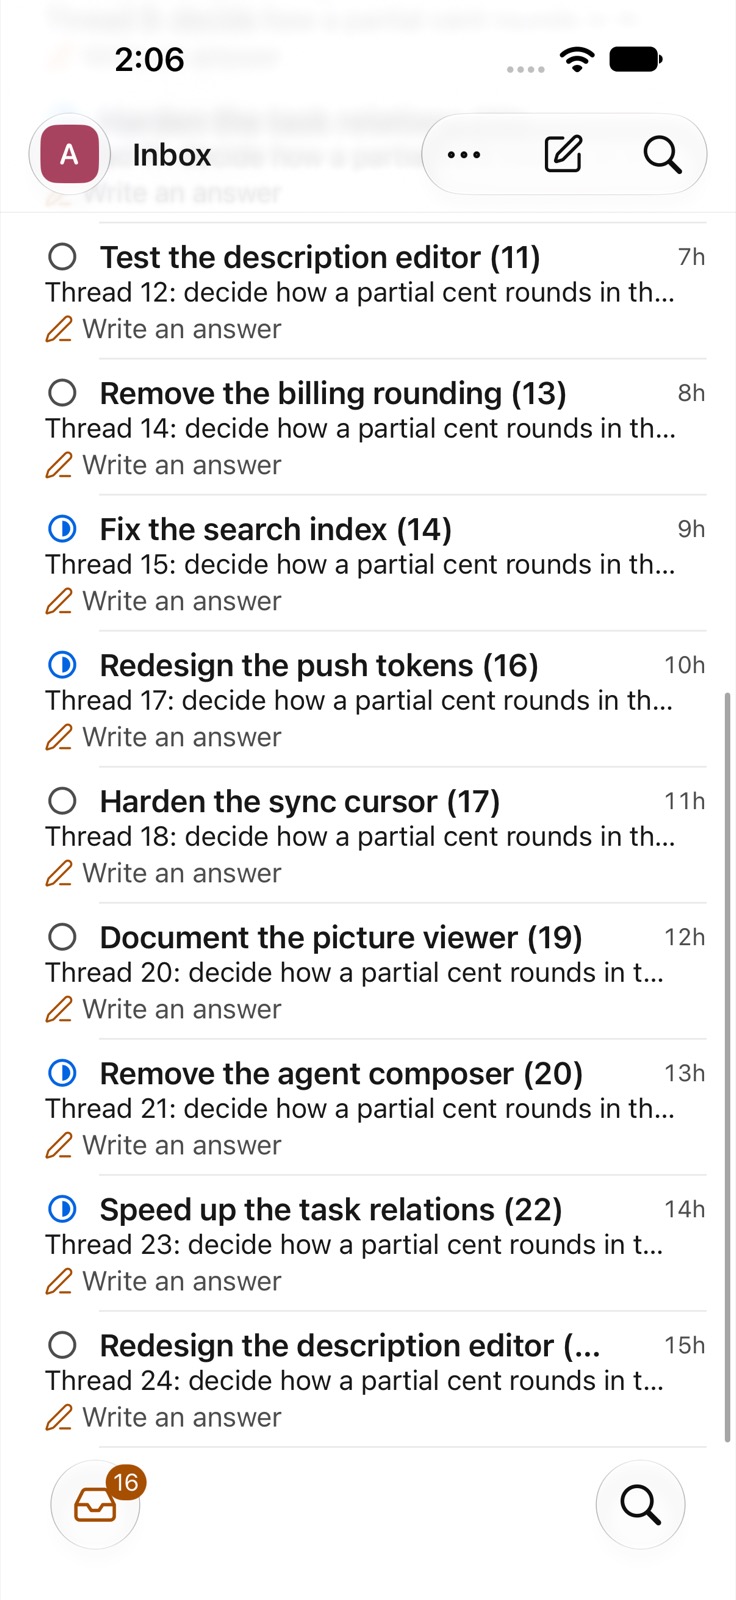 2:06
A
Inbox
Write an answer
Test the description editor (11)
7h
Thread 12: decide how a partial cent rounds in th...
Write an answer
Remove the billing rounding (13)
8h
Thread 14: decide how a partial cent rounds in th...
Write an answer
Fix the search index (14)
9h
Thread 15: decide how a partial cent rounds in th...
Write an answer
Redesign the push tokens (16)
10h
Thread 17: decide how a partial cent rounds in th...
Write an answer
Harden the sync cursor (17)
11h
Thread 18: decide how a partial cent rounds in th...
Write an answer
Document the picture viewer (19)
12h
Thread 20: decide how a partial cent rounds in t...
Write an answer
Remove the agent composer (20)
13h
Thread 21: decide how a partial cent rounds in th...
Write an answer
Speed up the task relations (22)
14h
Thread 23: decide how a partial cent rounds in t...
Write an answer
Redesign the description editor (...
15h
Thread 24: decide how a partial cent rounds in t...
Write an answer
16